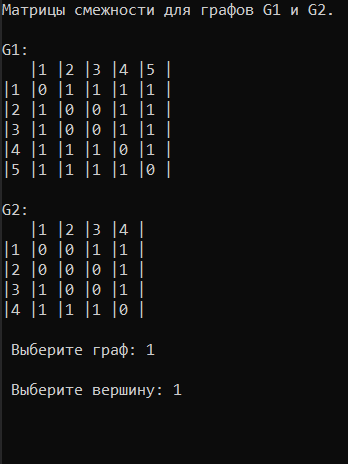 Матрицы смежности для графов G1 и G2.
G1:
|1 |2 |3 |4 |5 |
|1 |0 |1 |1 |1 |1 |
|2 |1 |0 |0 |1 |1 |
|3 |1 |0 |0 |1 |1 |
|4 |1 |1 |1 |0 |1 |
|5 |1 |1 |1 |1 |0 |
G2:
|1 |2 |3 |4 |
|1 |0 |0 |1 |1 |
|2 |0 |0 |0 |1 |
|3 |1 |0 |0 |1 |
|4 |1 |1 |1 |0 |
Выберите граф: 1
Выберите вершину: 1